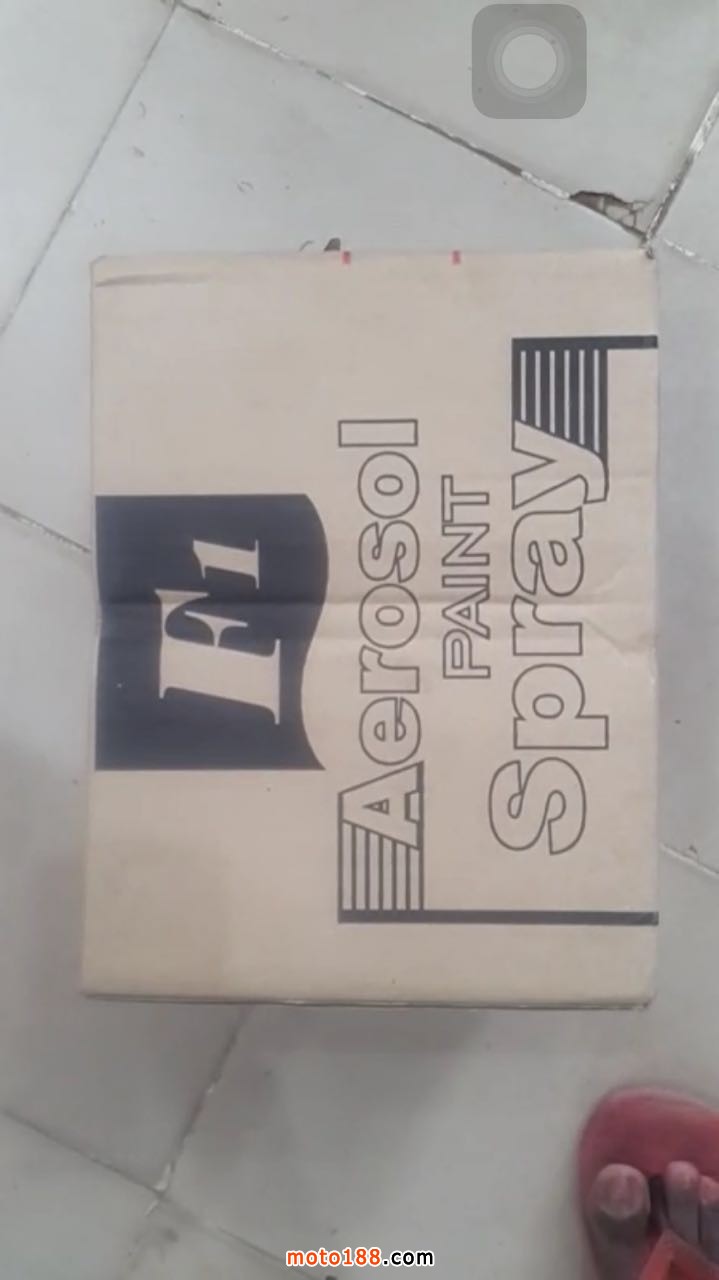 F1
Aerosol
PAINT
Spray
moto188.com